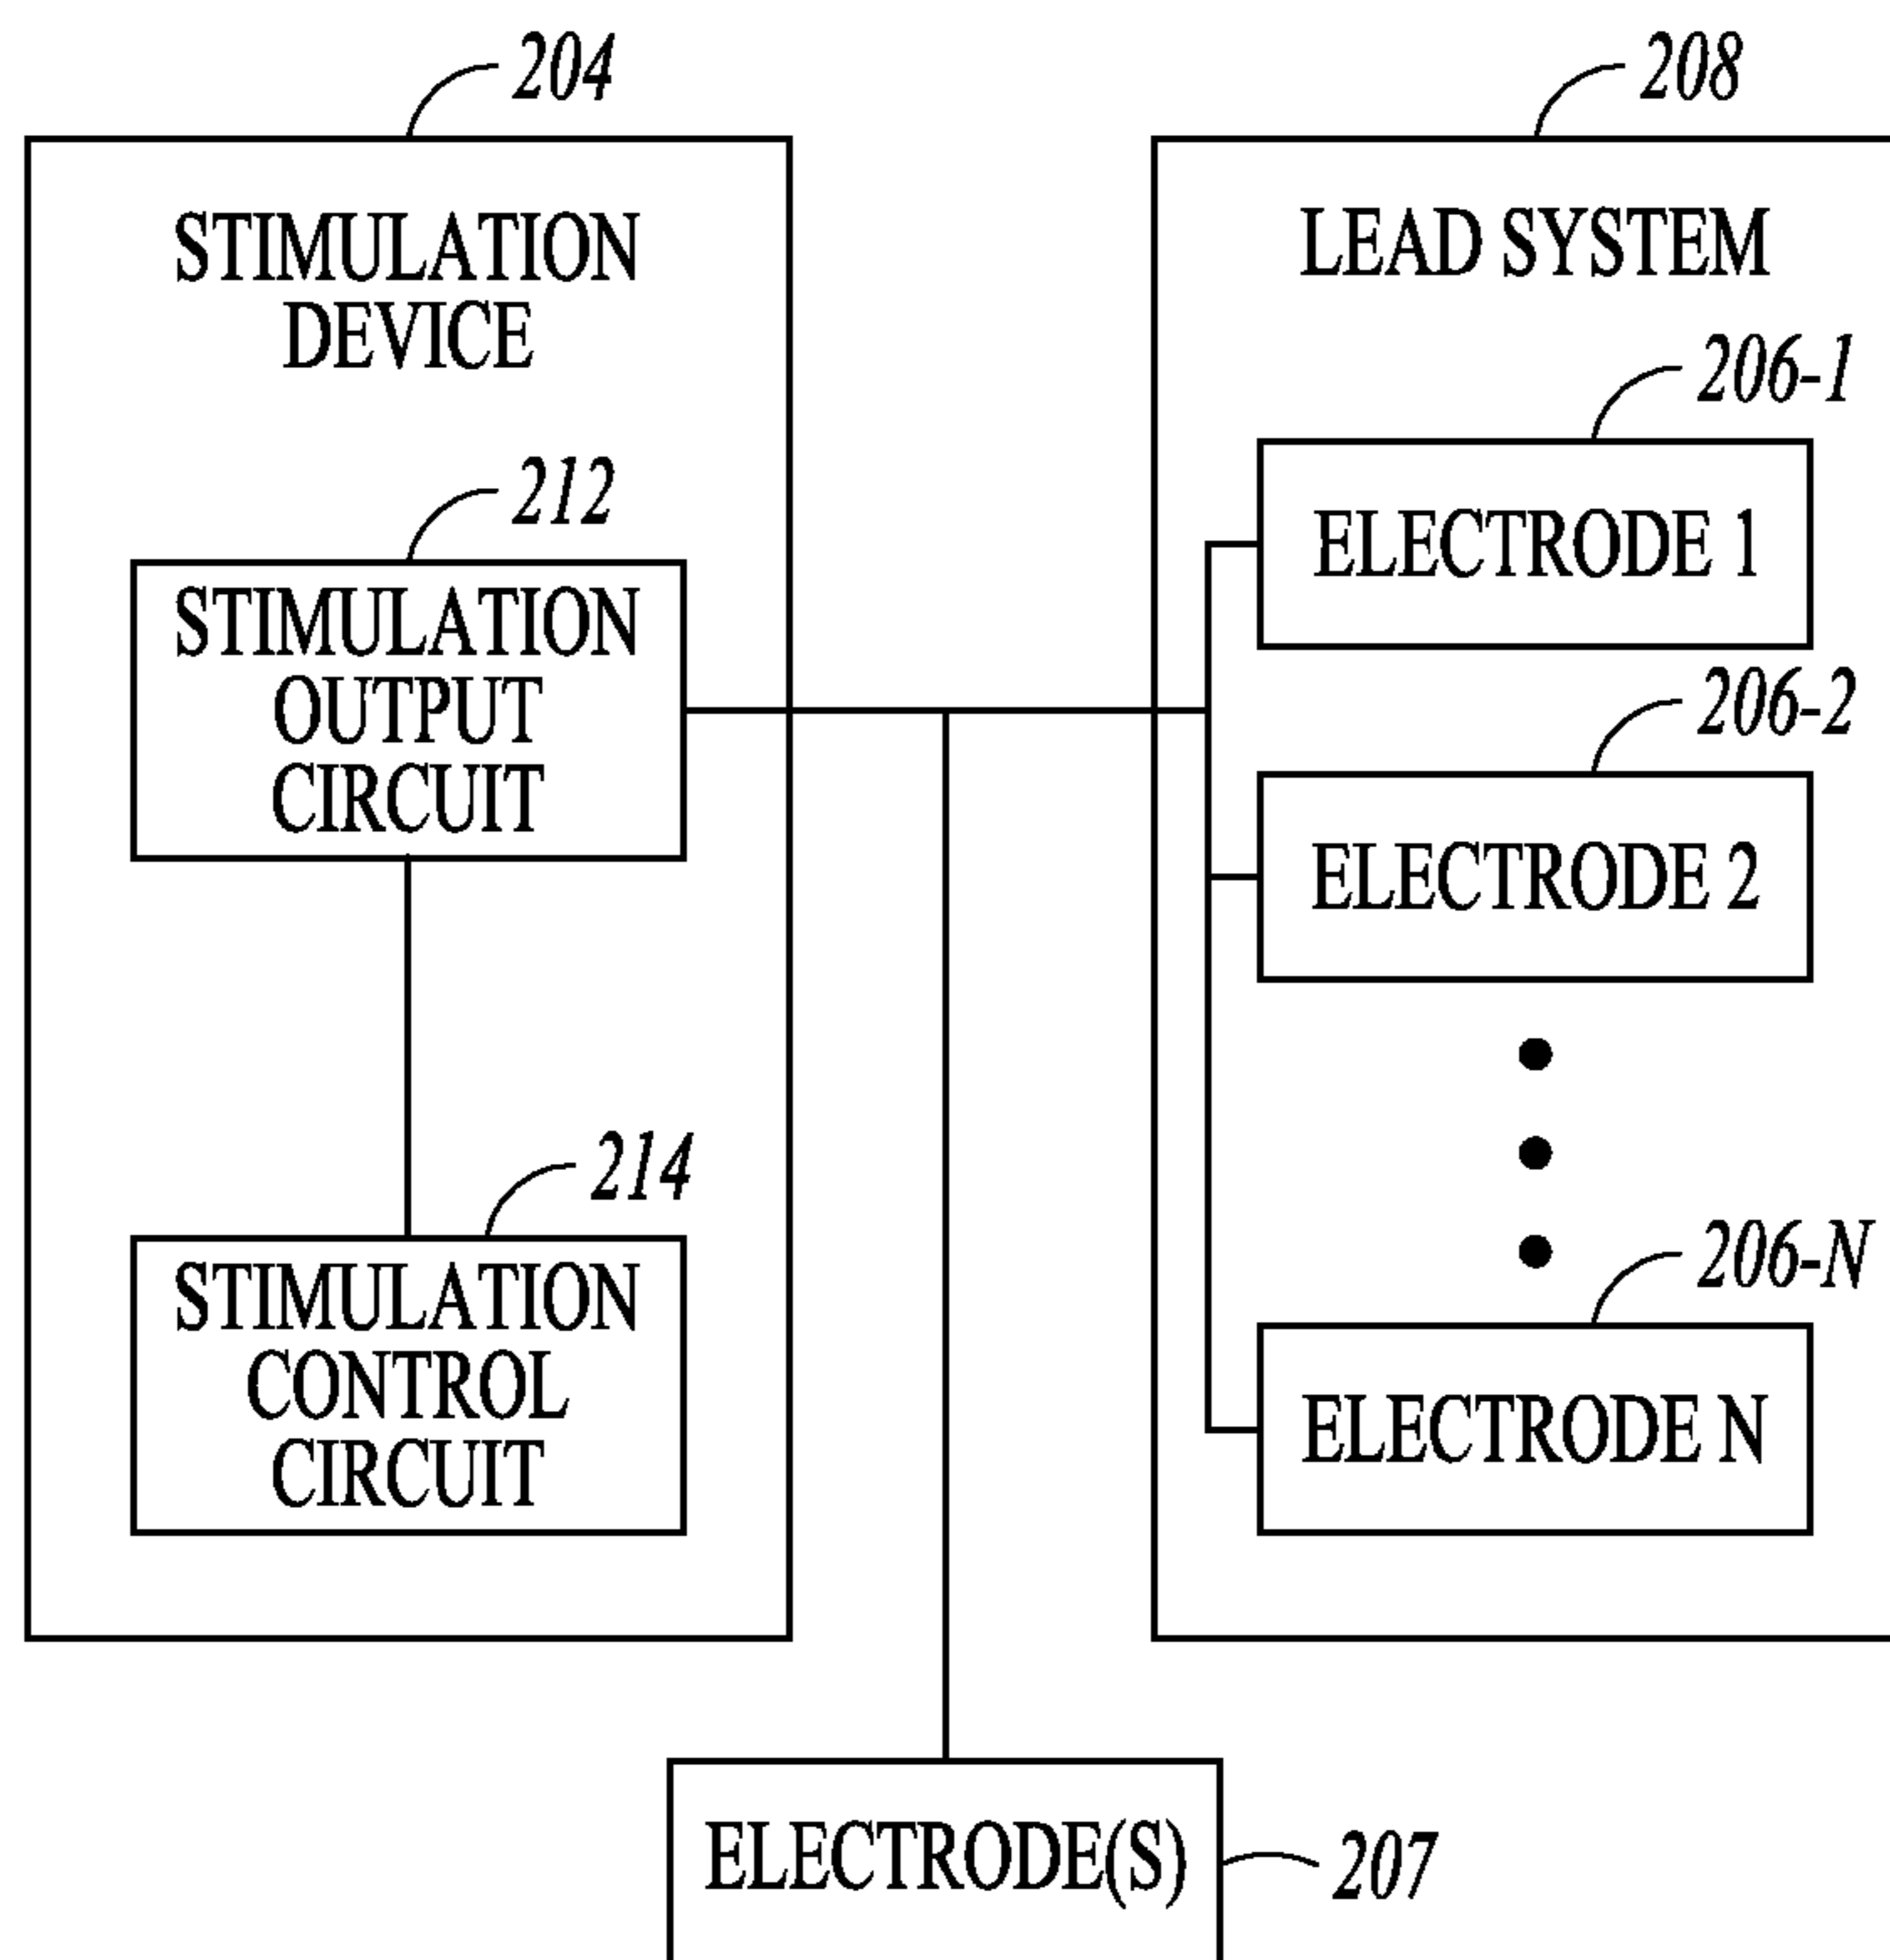 204
STIMULATION
DEVICE
212
STIMULATION
OUTPUT
CIRCUIT
214
STIMULATION
CONTROL
CIRCUIT
208
LEAD SYSTEM
206-1
ELECTRODE 1
206-2
ELECTRODE 2
206-N
ELECTRODE N
ELECTRODE(S)
207